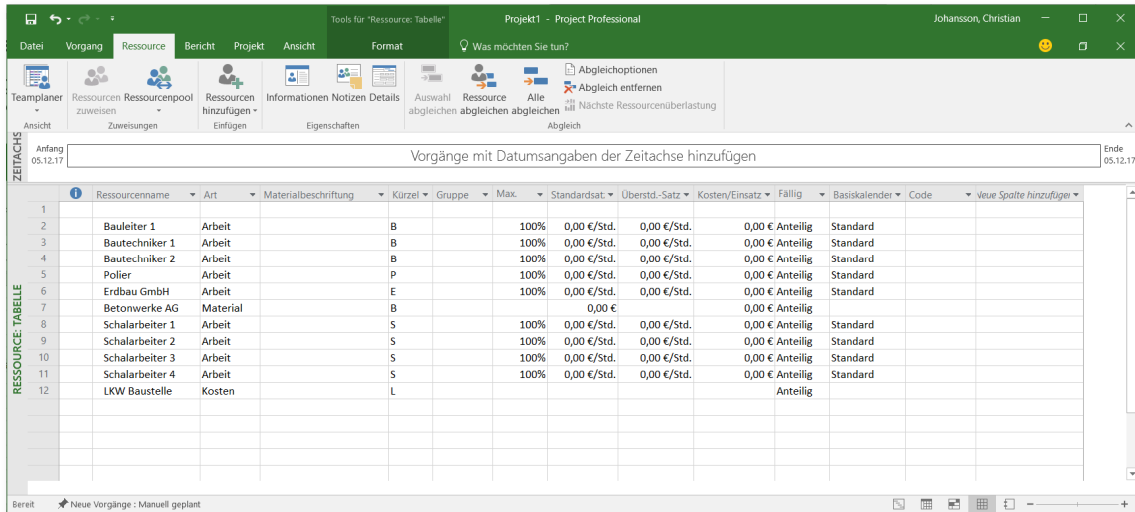 Tools für "Ressource: Tabelle" Projekt1 - Project Professional Johansson, Christian
Datei Vorgang Ressource Bericht Projekt Ansicht Format Was möchten Sie tun?
Teamplaner
Ressourcen zuweisen
Ressourcenpool
Ressourcen hinzufügen
Informationen Notizen Details
Auswahl abgleichen
Ressource abgleichen
Alle abgleichen
Abgleichoptionen
Abgleich entfernen
Nächste Ressourcenüberlastung
Ansicht Zuweisungen Einfügen Eigenschaften Abgleich
ZEITACHS
Anfang
05.12.17
Vorgänge mit Datumsangaben der Zeitachse hinzufügen
Ende
05.12.17
RESSOURCE: TABELLE
Ressourcenname Art Materialbeschriftung Kürzel Gruppe Max. Standardsat: Überstd.-Satz Kosten/Einsatz Fällig Basiskalender Code Neue Spalte hinzufüger
1
2 Bauleiter 1 Arbeit B 100% 0,00 €/Std. 0,00 €/Std. 0,00 € Anteilig Standard
3 Bautechniker 1 Arbeit B 100% 0,00 €/Std. 0,00 €/Std. 0,00 € Anteilig Standard
4 Bautechniker 2 Arbeit B 100% 0,00 €/Std. 0,00 €/Std. 0,00 € Anteilig Standard
5 Polier Arbeit P 100% 0,00 €/Std. 0,00 €/Std. 0,00 € Anteilig Standard
6 Erdbau GmbH Arbeit E 100% 0,00 €/Std. 0,00 €/Std. 0,00 € Anteilig Standard
7 Betonwerke AG Material B 0,00 € 0,00 € Anteilig
8 Schalarbeiter 1 Arbeit S 100% 0,00 €/Std. 0,00 €/Std. 0,00 € Anteilig Standard
9 Schalarbeiter 2 Arbeit S 100% 0,00 €/Std. 0,00 €/Std. 0,00 € Anteilig Standard
10 Schalarbeiter 3 Arbeit S 100% 0,00 €/Std. 0,00 €/Std. 0,00 € Anteilig Standard
11 Schalarbeiter 4 Arbeit S 100% 0,00 €/Std. 0,00 €/Std. 0,00 € Anteilig Standard
12 LKW Baustelle Kosten L Anteilig
Bereit Neue Vorgänge : Manuell geplant